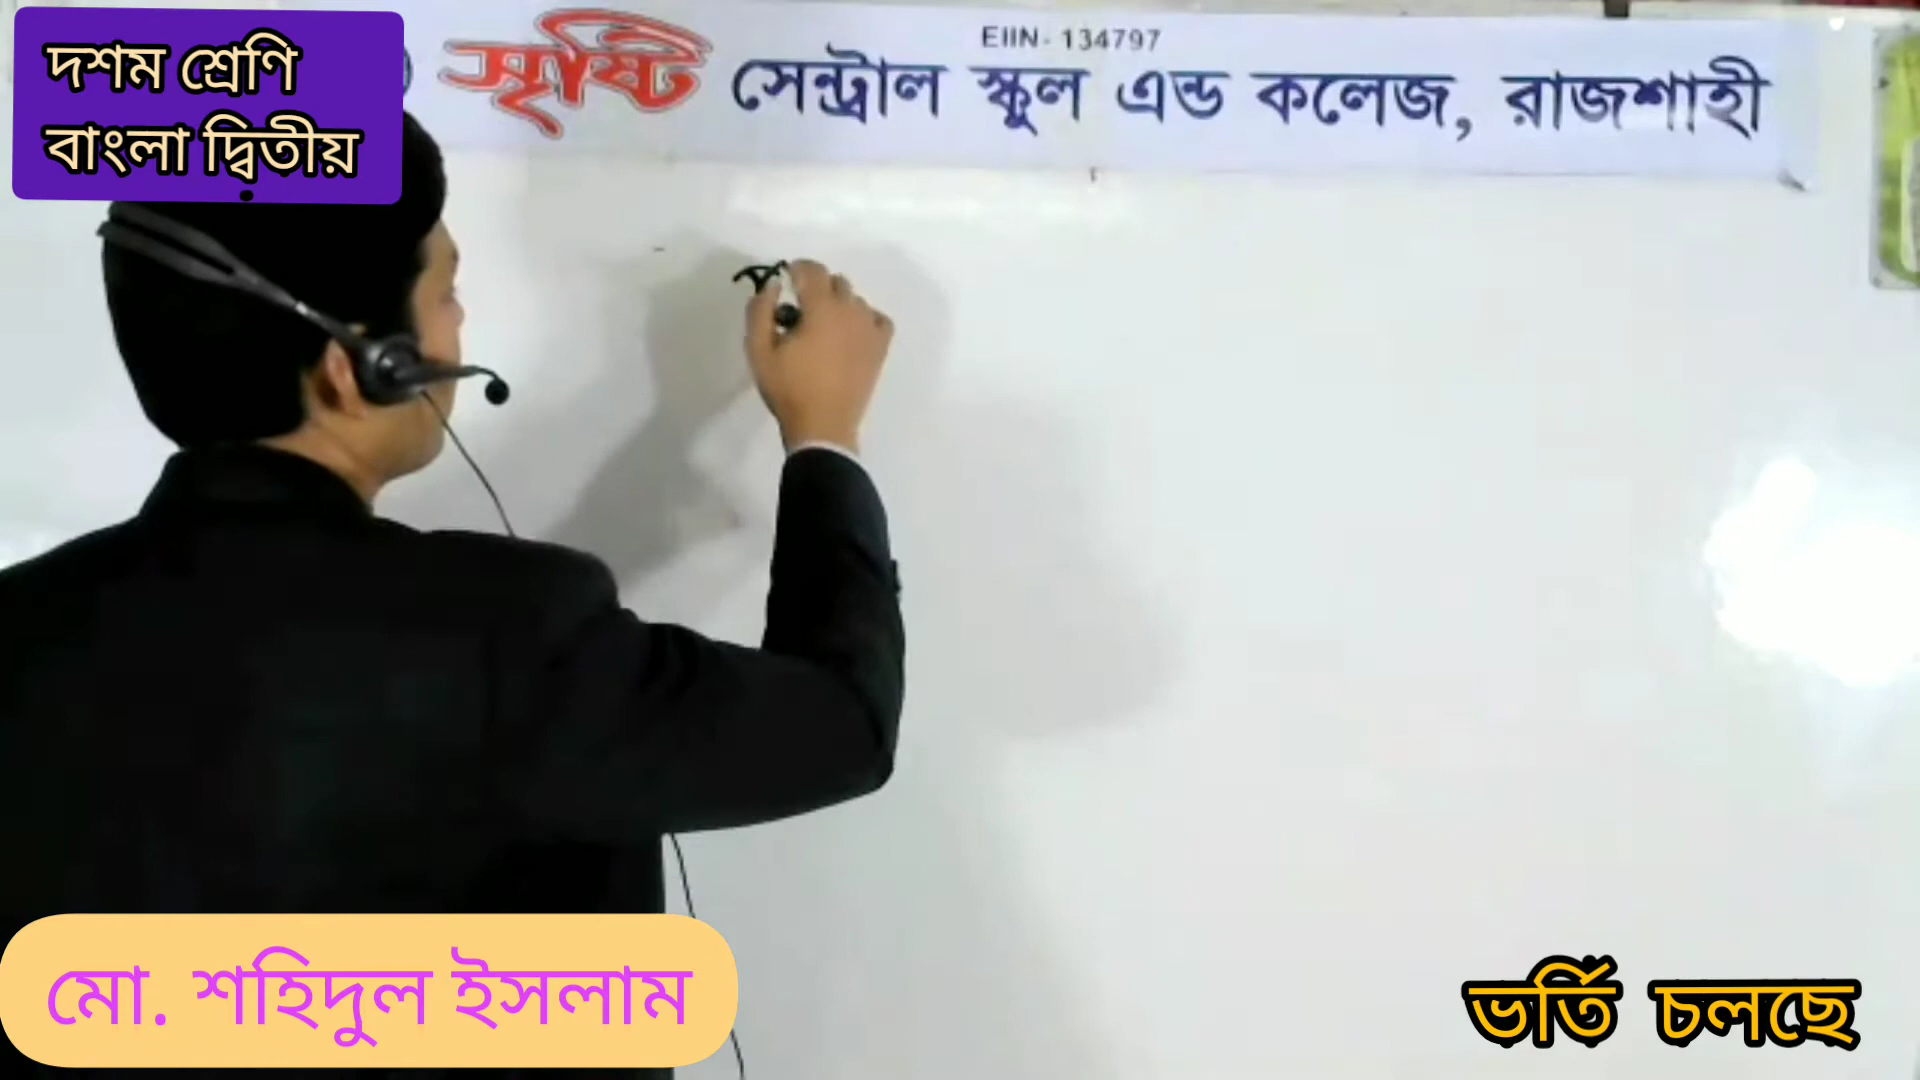 দশম শ্রেণি
বাংলা দ্বিতীয়
EIIN- 134797
সৃষ্টি সেন্ট্রাল স্কুল এন্ড কলেজ, রাজশাহী
মো. শহিদুল ইসলাম
ভর্তি চলছে